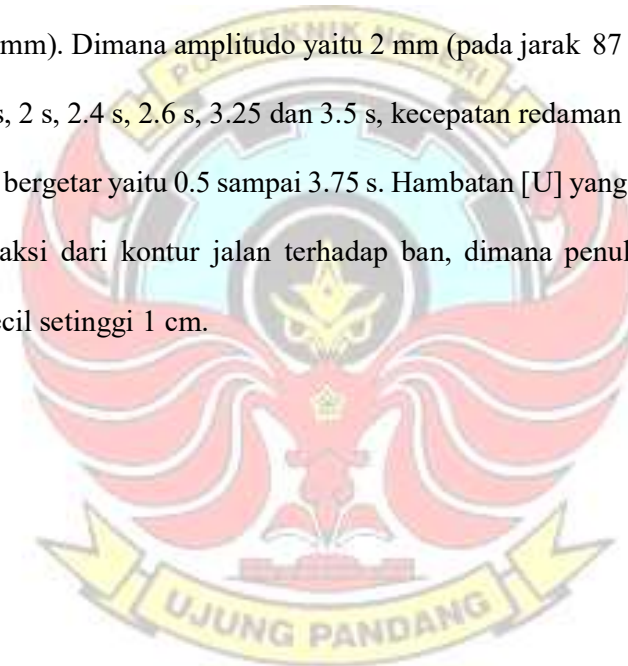 mm). Dimana amplitudo yaitu 2 mm (pada jarak 87
s, 2 s, 2.4 s, 2.6 s, 3.25 dan 3.5 s, kecepatan redaman
bergetar yaitu 0.5 sampai 3.75 s. Hambatan [U] yang
aksi dari kontur jalan terhadap ban, dimana penul
ecil setinggi 1 cm.
POLITEKNIK NEGERI
UJUNG PANDANG